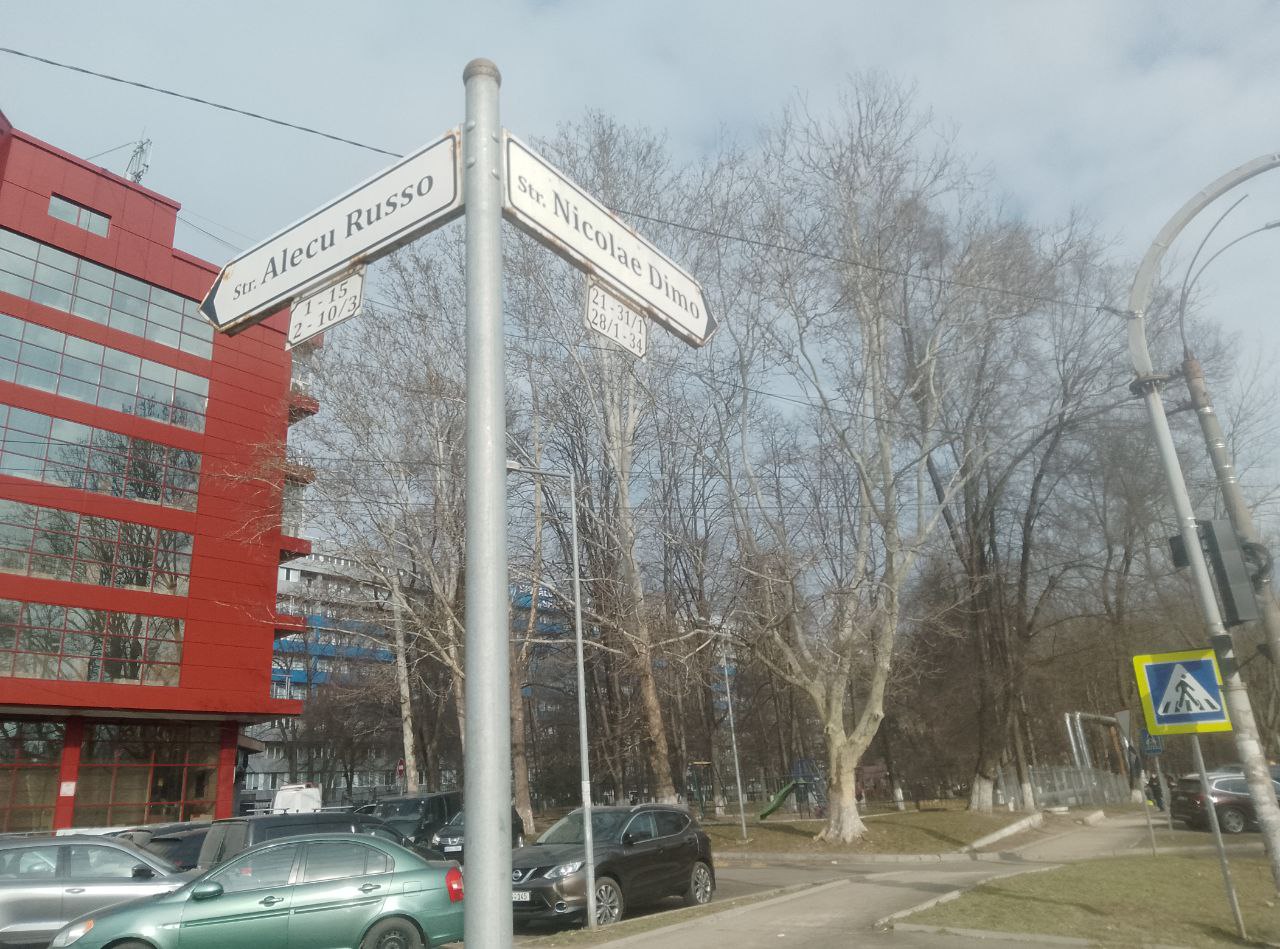 Str. Alecu Russo
1 - 15
2 - 10/3
str. Nicolae Dimo
21 - 31/1
28/1 - 34